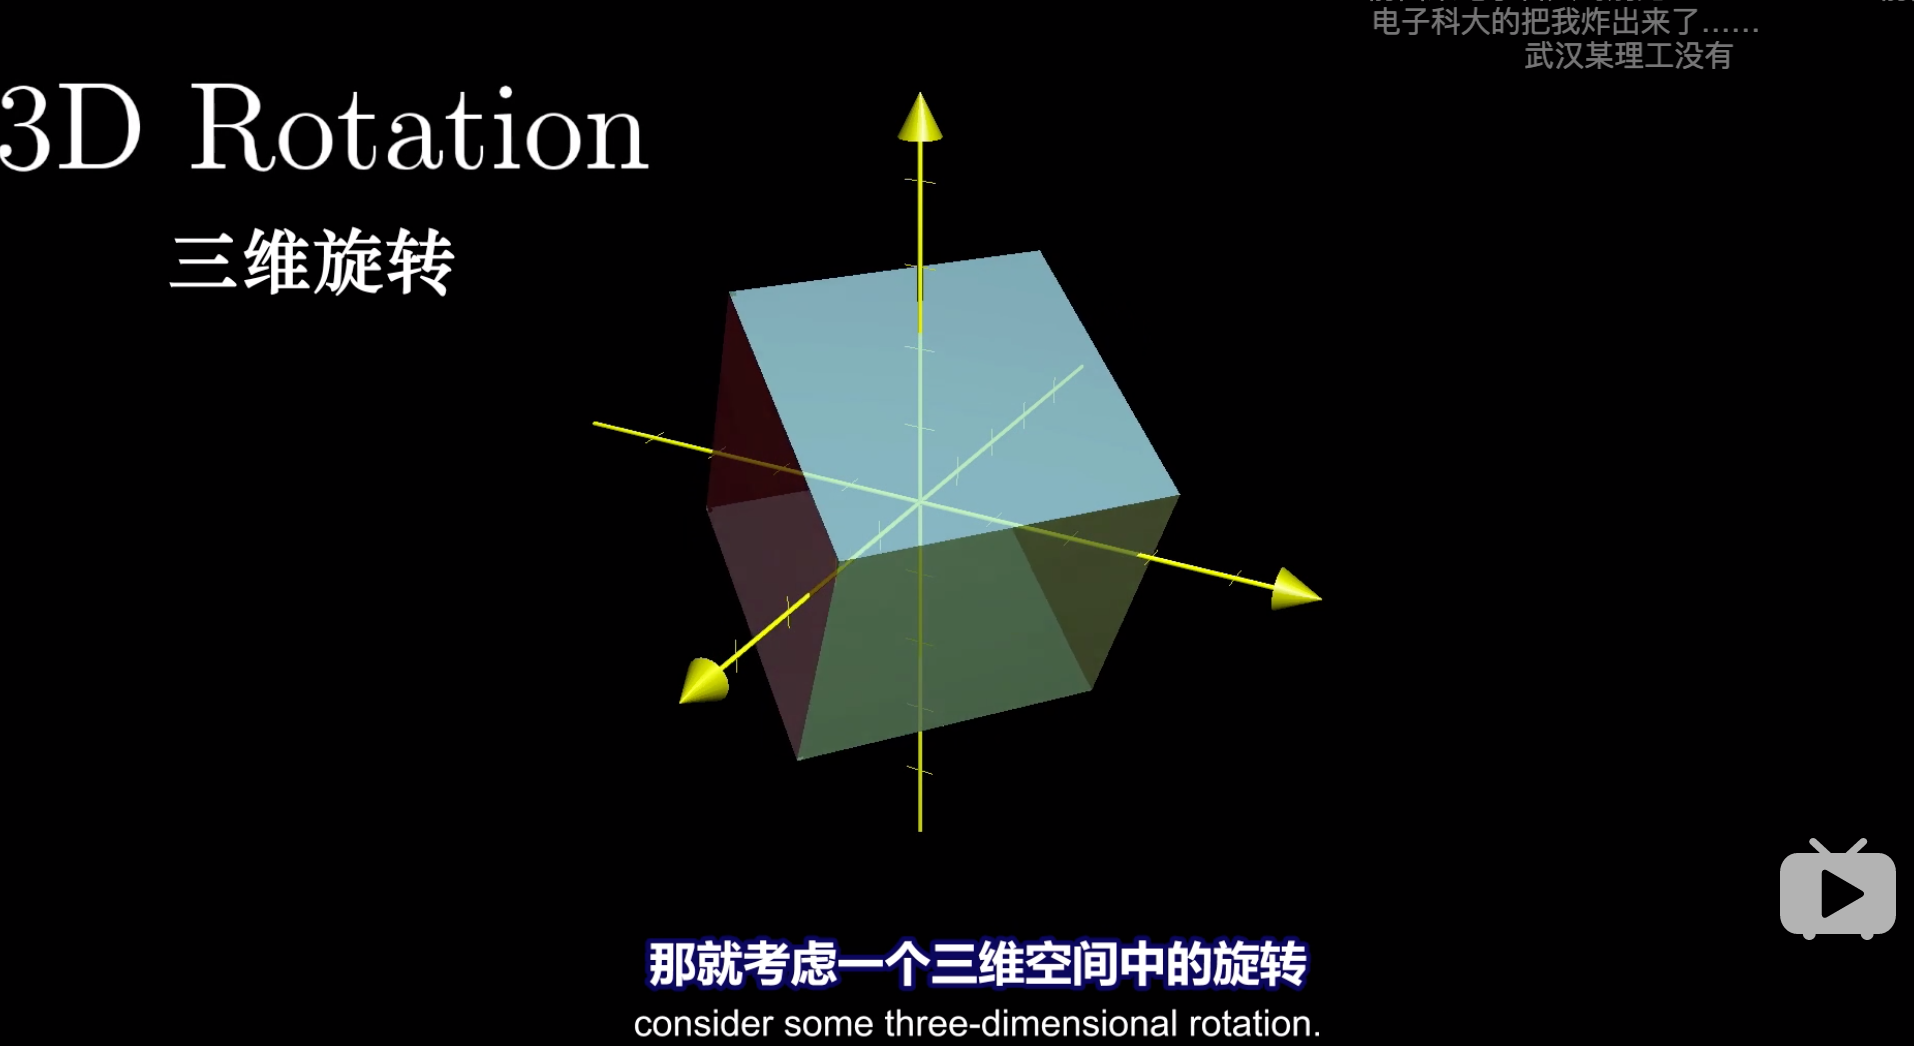 电子科大的把我炸出来了……
武汉某理工没有
3D Rotation
三维旋转
那就考虑一个三维空间中的旋转
consider some three-dimensional rotation.